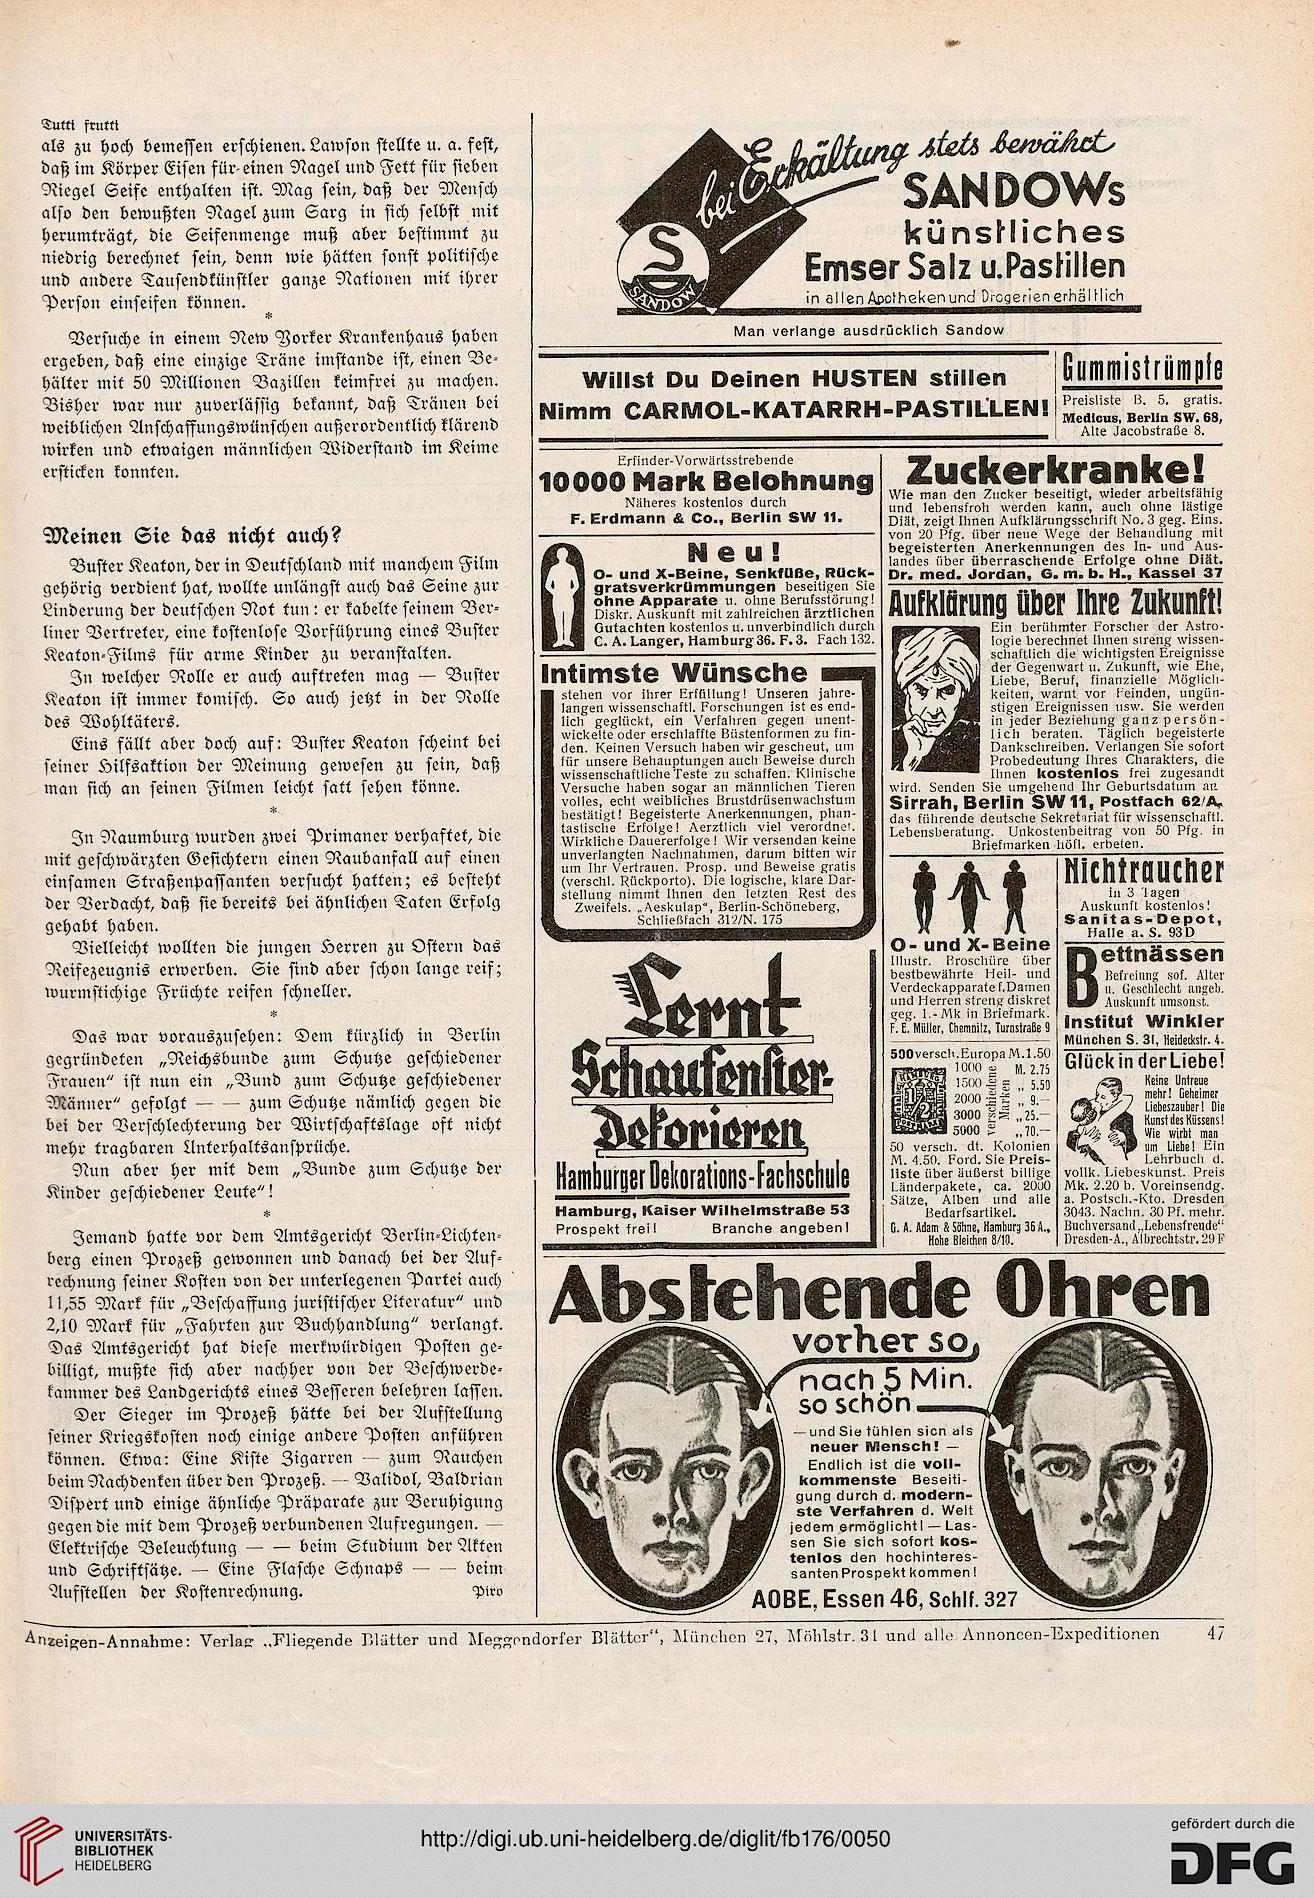 Tutti frutti
als zu hoch bemessen erschienen. Lawson stellte u. a. fest,
daß im Körper Eisen für einen Nagel und Fett für sieben
Riegel Seife enthalten ist. Mag sein, daß der Mensch
also den bewußten Nagel zum Sarg in sich selbst mit
herumträgt, die Seifenmenge muß aber bestimmt zu
niedrig berechnet sein, denn wie hätten sonst politische
und andere Tausendkünstler ganze Nationen mit ihrer
Person einseifen können.
*
Versuche in einem New Yorker Krankenhaus haben
ergeben, daß eine einzige Träne imstande ist, einen Be-
hälter mit 50 Millionen Bazillen keimfrei zu machen.
Bisher war nur zuverlässig bekannt, daß Tränen bei
weiblichen Anschaffungswünschen außerordentlich klärend
wirken und etwaigen männlichen Widerstand im Keime
ersticken konnten.
Meinen Sie das nicht auch?
Buster Keaton, der in Deutschland mit manchem Film
gehörig verdient hat, wollte unlängst auch das Seine zur
Linderung der deutschen Not tun: er kabelte seinem Ber-
liner Vertreter, eine kostenlose Vorführung eines Buster
Keaton-Films für arme Kinder zu veranstalten.
In welcher Rolle er auch auftreten mag — Buster
Keaton ist immer komisch. So auch jetzt in der Rolle
des Wohltäters.
Eins fällt aber doch auf: Buster Keaton scheint bei
seiner Hilfsaktion der Meinung gewesen zu sein, daß
man sich an seinen Filmen leicht satt sehen könne.
*
In Naumburg wurden zwei Primaner verhaftet, die
mit geschwärzten Gesichtern einen Raubanfall auf einen
einsamen Straßenpassanten versucht hatten; es besteht
der Verdacht, daß sie bereits bei ähnlichen Taten Erfolg
gehabt haben.
Vielleicht wollten die jungen Herren zu Ostern das
Reifezeugnis erwerben. Sie sind aber schon lange reif;
wurmstichige Früchte reifen schneller.
*
Das war vorauszusehen: Dem kürzlich in Berlin
gegründeten „Reichsbunde zum Schutze geschiedener
Frauen“ ist nun ein „Bund zum Schutze geschiedener
Männer“ gefolgt — — zum Schutze nämlich gegen die
bei der Verschlechterung der Wirtschaftslage oft nicht
mehr tragbaren Unterhaltsansprüche.
Nun aber her mit dem „Bunde zum Schutze der
Kinder geschiedener Leute“!
*
Jemand hatte vor dem Amtsgericht Berlin-Lichten-
berg einen Prozeß gewonnen und danach bei der Auf-
rechnung seiner Kosten von der unterlegenen Partei auch
11,55 Mark für „Beschaffung juristischer Literatur“ und
2,10 Mark für „Fahrten zur Buchhandlung“ verlangt.
Das Amtsgericht hat diese merkwürdigen Posten ge-
billigt, mußte sich aber nachher von der Beschwerde-
kammer des Landgerichts eines Besseren belehren lassen.
Der Sieger im Prozeß hätte bei der Aufstellung
seiner Kriegskosten noch einige andere Posten anführen
können. Etwa: Eine Kiste Zigarren — zum Rauchen
beim Nachdenken über den Prozeß. — Validol, Baldrian
Dispert und einige ähnliche Präparate zur Beruhigung
gegen die mit dem Prozeß verbundenen Aufregungen. —
Elektrische Beleuchtung — — beim Studium der Akten
und Schriftsätze. — Eine Flasche Schnaps — — beim
Aufstellen der Kostenrechnung. Piro
bei Erkältung stets bewährt
SANDOWs
künstliches
Emser Salz u. Pastillen
in allen Apotheken und Drogerien erhältlich
S
SANDOW
Man verlange ausdrücklich Sandow
Willst Du Deinen HUSTEN stillen
Nimm CARMOL-KATARRH-PASTILLEN!
Gummistrümpfe
Preisliste B. 5. gratis.
Medicus, Berlin SW. 68,
Alte Jacobstraße 8.
Erfinder-Vorwärtsstrebende
10000 Mark Belohnung
Näheres kostenlos durch
F. Erdmann & Co., Berlin SW 11.
Neu!
O- und X-Beine, Senkfüße, Rück-
gratsverkrümmungen beseitigen Sie
ohne Apparate u. ohne Berufsstörung!
Diskr. Auskunft mit zahlreichen ärztlichen
Gutachten kostenlos u. unverbindlich durch
C. A. Langer, Hamburg 36. F. 3. Fach 132.
Intimste Wünsche
stehen vor ihrer Erfüllung! Unseren jahre-
langen wissenschaftl. Forschungen ist es end-
lich geglückt, ein Verfahren gegen unent-
wickelte oder erschlaffte Büstenformen zu fin-
den. Keinen Versuch haben wir gescheut, um
für unsere Behauptungen auch Beweise durch
wissenschaftliche Teste zu schaffen. Klinische
Versuche haben sogar an männlichen Tieren
volles, echt weibliches Brustdrüsenwachstum
bestätigt! Begeisterte Anerkennungen, phan-
tastische Erfolge! Aerztlich viel verordnet.
Wirkliche Dauererfolge! Wir versenden keine
unverlangten Nachnahmen, darum bitten wir
um Ihr Vertrauen. Prosp. und Beweise gratis
(verschl. Rückporto). Die logische, klare Dar-
stellung nimmt Ihnen den letzten Rest des
Zweifels. „Aeskulap“, Berlin-Schöneberg,
Schließfach 312/N. 175
Lernt
Schaufenster-
Dekorieren
Hamburger Dekorations-Fachschule
Hamburg, Kaiser Wilhelmstraße 53
Prospekt frei! Branche angeben!
Zuckerkranke!
Wie man den Zucker beseitigt, wieder arbeitsfähig
und lebensfroh werden kann, auch ohne lästige
Diät, zeigt Ihnen Aufklärungsschrift No. 3 geg. Eins.
von 20 Pfg. über neue Wege der Behandlung mit
begeisterten Anerkennungen des In- und Aus-
landes über überraschende Erfolge ohne Diät.
Dr. med. Jordan, G. m. b. H., Kassel 37
Aufklärung über Ihre Zukunft!
Ein berühmter Forscher der Astro-
logie berechnet Ihnen streng wissen-
schaftlich die wichtigsten Ereignisse
der Gegenwart u. Zukunft, wie Ehe,
Liebe, Beruf, finanzielle Möglich-
keiten, warnt vor Feinden, ungün-
stigen Ereignissen usw. Sie werden
in jeder Beziehung ganz persön-
lich beraten. Täglich begeisterte
Dankschreiben. Verlangen Sie sofort
Probedeutung Ihres Charakters, die
Ihnen kostenlos frei zugesandt
wird. Senden Sie umgehend Ihr Geburtsdatum an
Sirrah, Berlin SW 11, Postfach 62/A,
das führende deutsche Sekretariat für wissenschaftl.
Lebensberatung. Unkostenbeitrag von 50 Pfg. in
Briefmarken höfl. erbeten.
O- und X-Beine
Illustr. Broschüre über
bestbewährte Heil- und
Verdeckapparate f. Damen
und Herren streng diskret
geg. 1.- Mk in Briefmark.
F. E. Müller, Chemnitz, Turnstraße 9
500 versch. Europa M. 1.50
1000 M. 2.75
1500 „ 5.50
2000 „ 9.—
3000 „ 25.—
5000 „ 70.—
verschiedene Marken
50 versch. dt. Kolonien
M. 4.50. Ford. Sie Preis-
liste über äußerst billige
Länderpakete, ca. 2000
Sätze, Alben und alle
Bedarfsartikel.
G. A. Adam & Söhne, Hamburg 36 A.,
Hohe Bleichen 8/10.
Nichtraucher
in 3 Tagen
Auskunft kostenlos!
Sanitas-Depot,
Halle a. S. 93 D
Bettnässen
Befreiung sof. Alter
u. Geschlecht angeb.
Auskunft umsonst.
Institut Winkler
München S. 31, Heideckstr. 4.
Glück in der Liebe!
Keine Untreue
mehr! Geheimer
Liebeszauber! Die
Kunst des Küssens!
Wie wirbt man
um Liebe! Ein
Lehrbuch d.
vollk. Liebeskunst. Preis
Mk. 2.20 b. Voreinsendg.
a. Postsch.-Kto. Dresden
3043. Nachn. 30 Pf. mehr.
Buchversand „Lebensfreude“
Dresden-A., Albrechtstr. 29 F
Abstehende Ohren
vorher so,
nach 5 Min.
so schön
— und Sie fühlen sich als
neuer Mensch! —
Endlich ist die voll-
kommenste Beseiti-
gung durch d. modern-
ste Verfahren d. Welt
jedem ermöglicht! — Las-
sen Sie sich sofort kos-
tenlos den hochinteres-
santen Prospekt kommen!
AOBE, Essen 46, Schlf. 327
Anzeigen-Annahme: Verlag „Fliegende Blätter und Meggendorfer Blätter“, München 27, Möhlstr. 34 und alle Annoncen-Expeditionen 47
UNIVERSITÄTS-
BIBLIOTHEK
HEIDELBERG
http://digi.ub.uni-heidelberg.de/diglit/fb176/0050
gefördert durch die
DFG